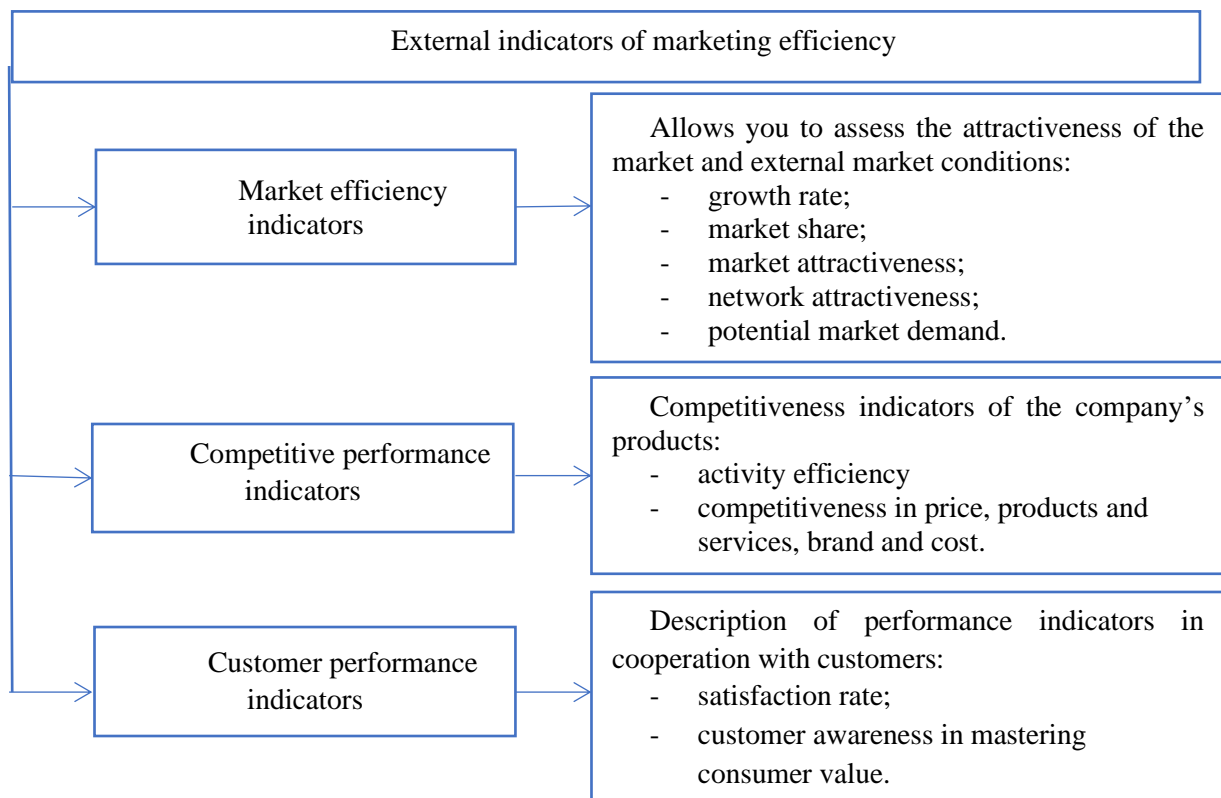 External indicators of marketing efficiency
Market efficiency
indicators
Allows you to assess the attractiveness of the
market and external market conditions:
- growth rate;
- market share;
- market attractiveness;
- network attractiveness;
- potential market demand.
Competitive performance
indicators
Competitiveness indicators of the company’s
products:
- activity efficiency
- competitiveness in price, products and
services, brand and cost.
Customer performance
indicators
Description of performance indicators in
cooperation with customers:
- satisfaction rate;
- customer awareness in mastering
consumer value.